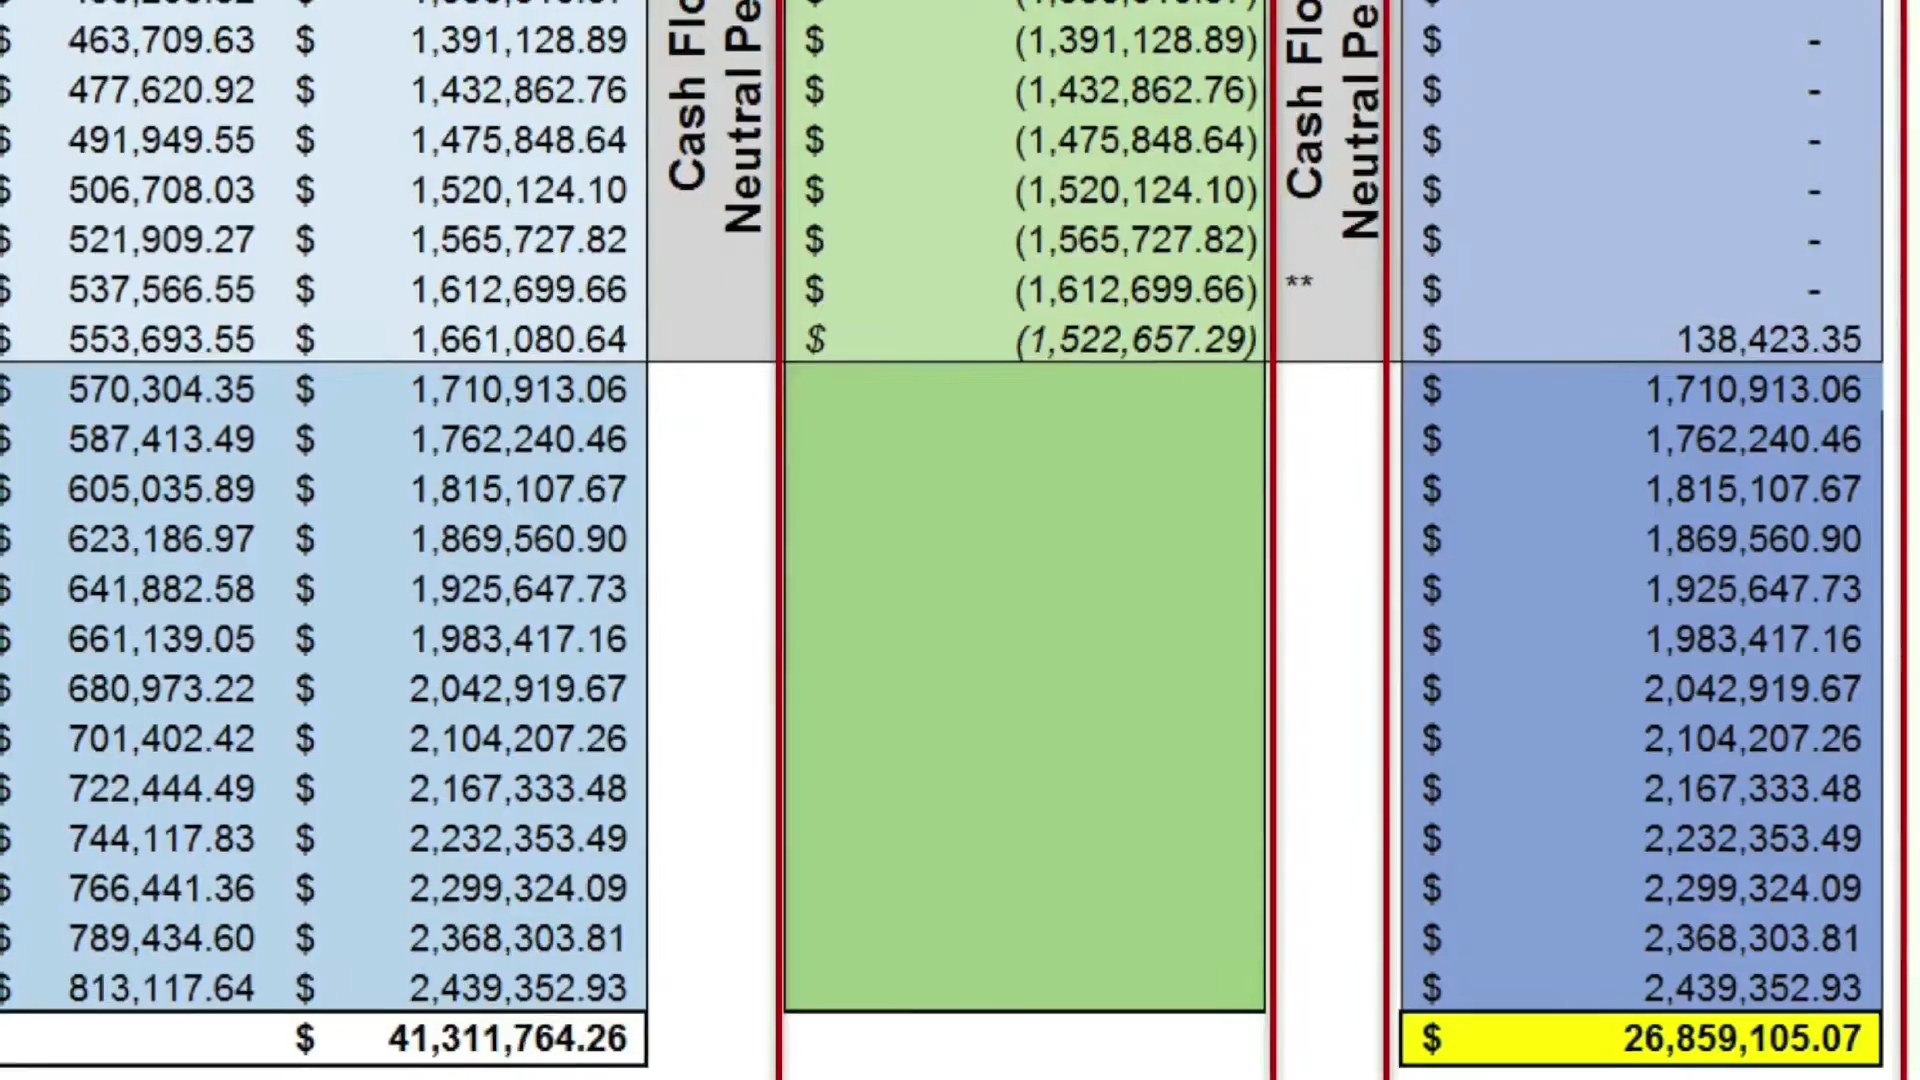 $ 463,709.63 $ 1,391,128.89 $ (1,391,128.89) $ -
$ 477,620.92 $ 1,432,862.76 $ (1,432,862.76) $ -
$ 491,949.55 $ 1,475,848.64 $ (1,475,848.64) $ -
$ 506,708.03 $ 1,520,124.10 $ (1,520,124.10) $ -
$ 521,909.27 $ 1,565,727.82 $ (1,565,727.82) $ -
$ 537,566.55 $ 1,612,699.66 $ (1,612,699.66) ** $ -
$ 553,693.55 $ 1,661,080.64 $ (1,522,657.29) $ 138,423.35
Cash Flo
Neutral Pe
Cash Flo
Neutral Pe
$ 570,304.35 $ 1,710,913.06 $ 1,710,913.06
$ 587,413.49 $ 1,762,240.46 $ 1,762,240.46
$ 605,035.89 $ 1,815,107.67 $ 1,815,107.67
$ 623,186.97 $ 1,869,560.90 $ 1,869,560.90
$ 641,882.58 $ 1,925,647.73 $ 1,925,647.73
$ 661,139.05 $ 1,983,417.16 $ 1,983,417.16
$ 680,973.22 $ 2,042,919.67 $ 2,042,919.67
$ 701,402.42 $ 2,104,207.26 $ 2,104,207.26
$ 722,444.49 $ 2,167,333.48 $ 2,167,333.48
$ 744,117.83 $ 2,232,353.49 $ 2,232,353.49
$ 766,441.36 $ 2,299,324.09 $ 2,299,324.09
$ 789,434.60 $ 2,368,303.81 $ 2,368,303.81
$ 813,117.64 $ 2,439,352.93 $ 2,439,352.93
$ 41,311,764.26 $ 26,859,105.07